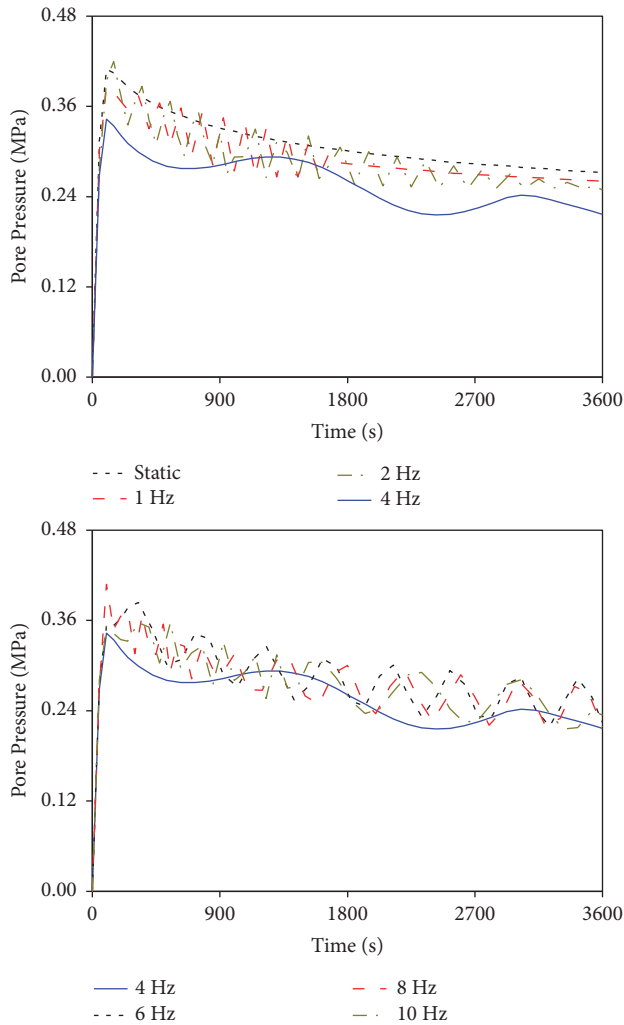 0.48
0.36
0.24
0.12
0.00
Pore Pressure (MPa)
0 900 1800 2700 3600
Time (s)
Static 2 Hz
1 Hz 4 Hz
0.48
0.36
0.24
0.12
0.00
Pore Pressure (MPa)
0 900 1800 2700 3600
Time (s)
4 Hz 8 Hz
6 Hz 10 Hz